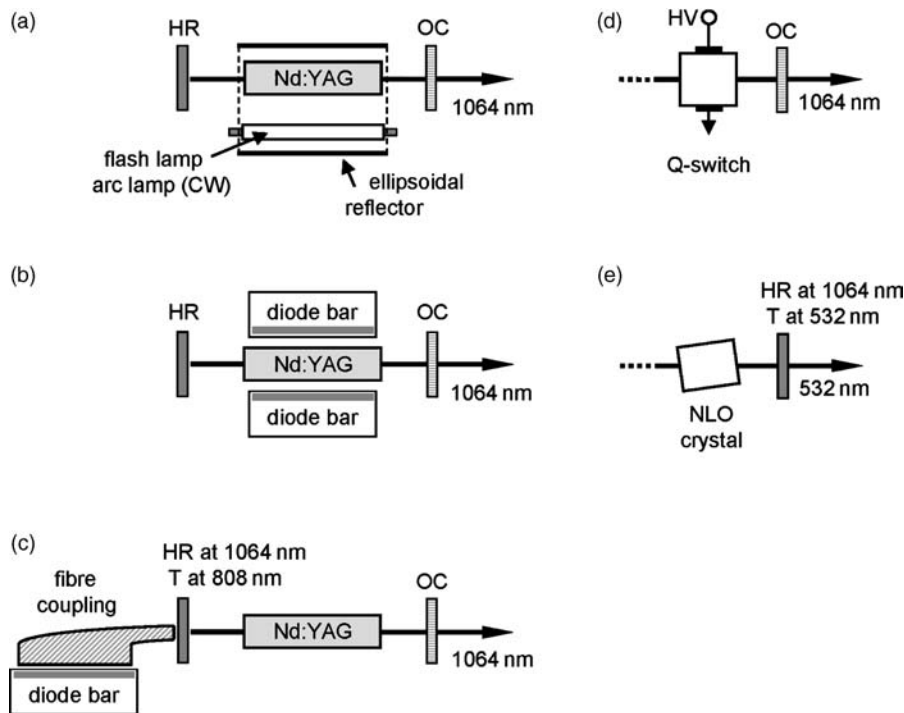 (a)
HR
OC
Nd:YAG
1064 nm
flash lamp
arc lamp (CW)
ellipsoidal
reflector
(b)
HR
diode bar
OC
Nd:YAG
1064 nm
diode bar
(c)
HR at 1064 nm
T at 808 nm
fibre
coupling
OC
Nd:YAG
1064 nm
diode bar
(d)
HV
OC
1064 nm
Q-switch
(e)
HR at 1064 nm
T at 532 nm
532 nm
NLO
crystal